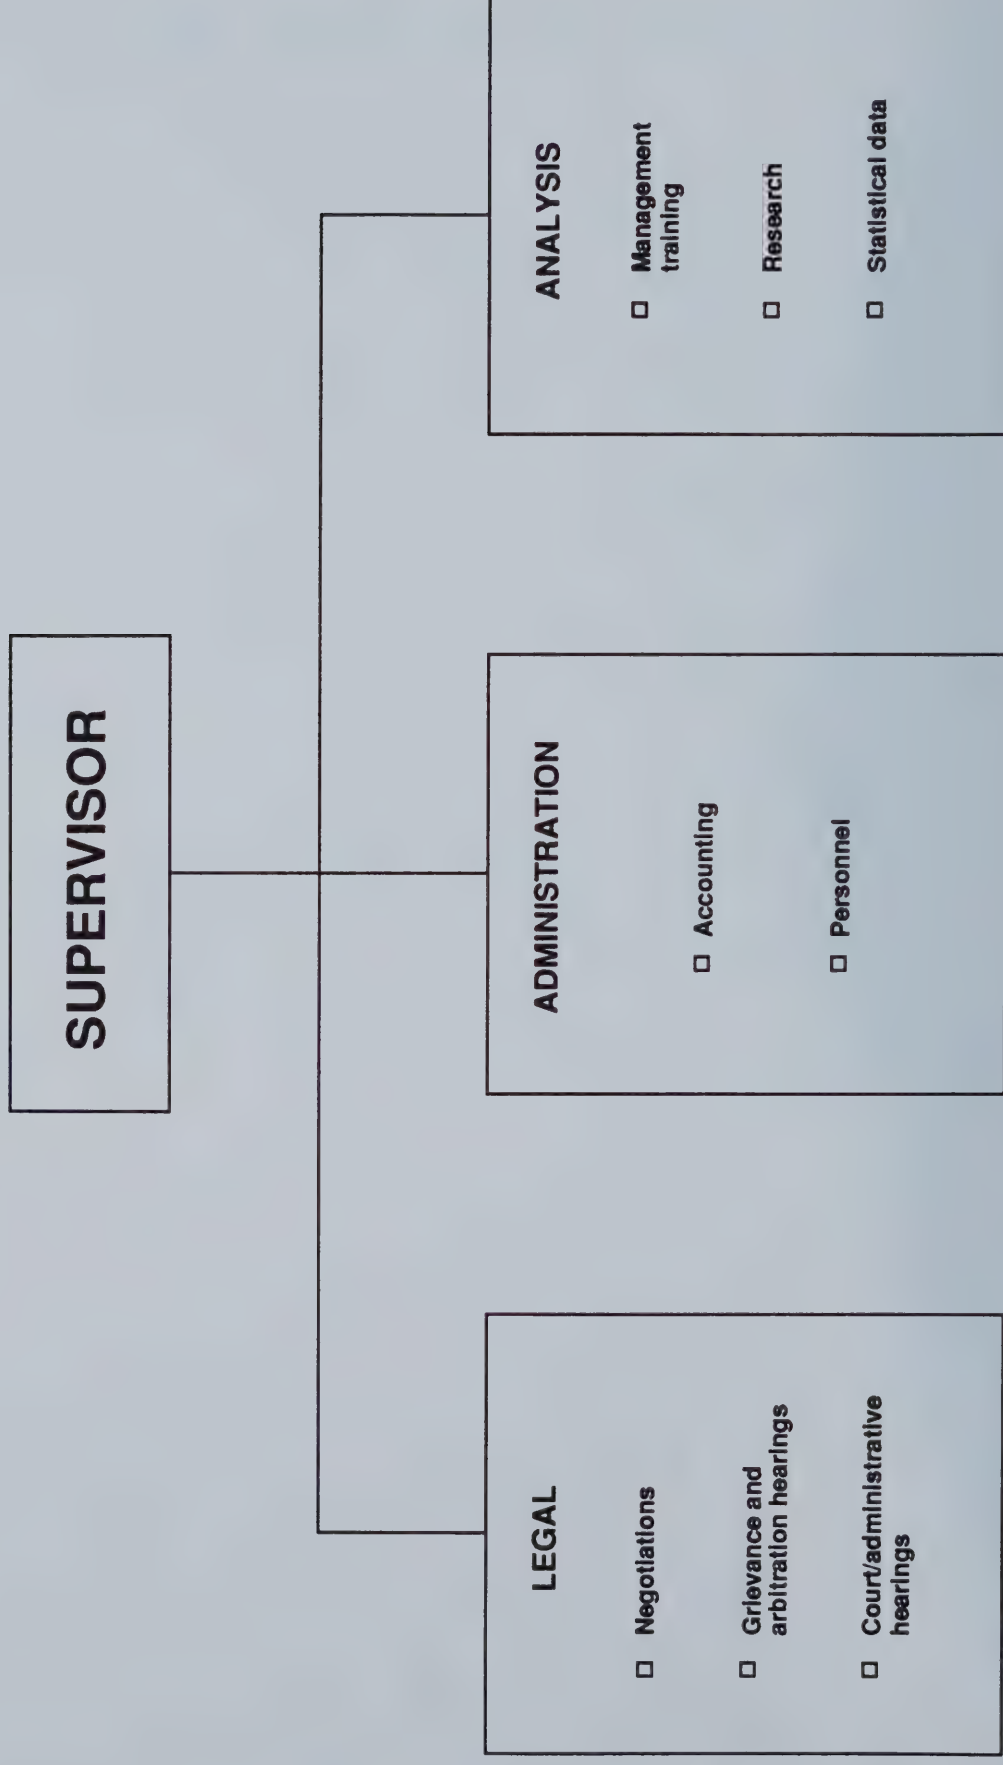 SUPERVISOR
LEGAL
□ Negotiations
□ Grievance and
arbitration hearings
□ Court/administrative
hearings
ADMINISTRATION
□ Accounting
□ Personnel
ANALYSIS
□ Management
training
□ Research
□ Statistical data